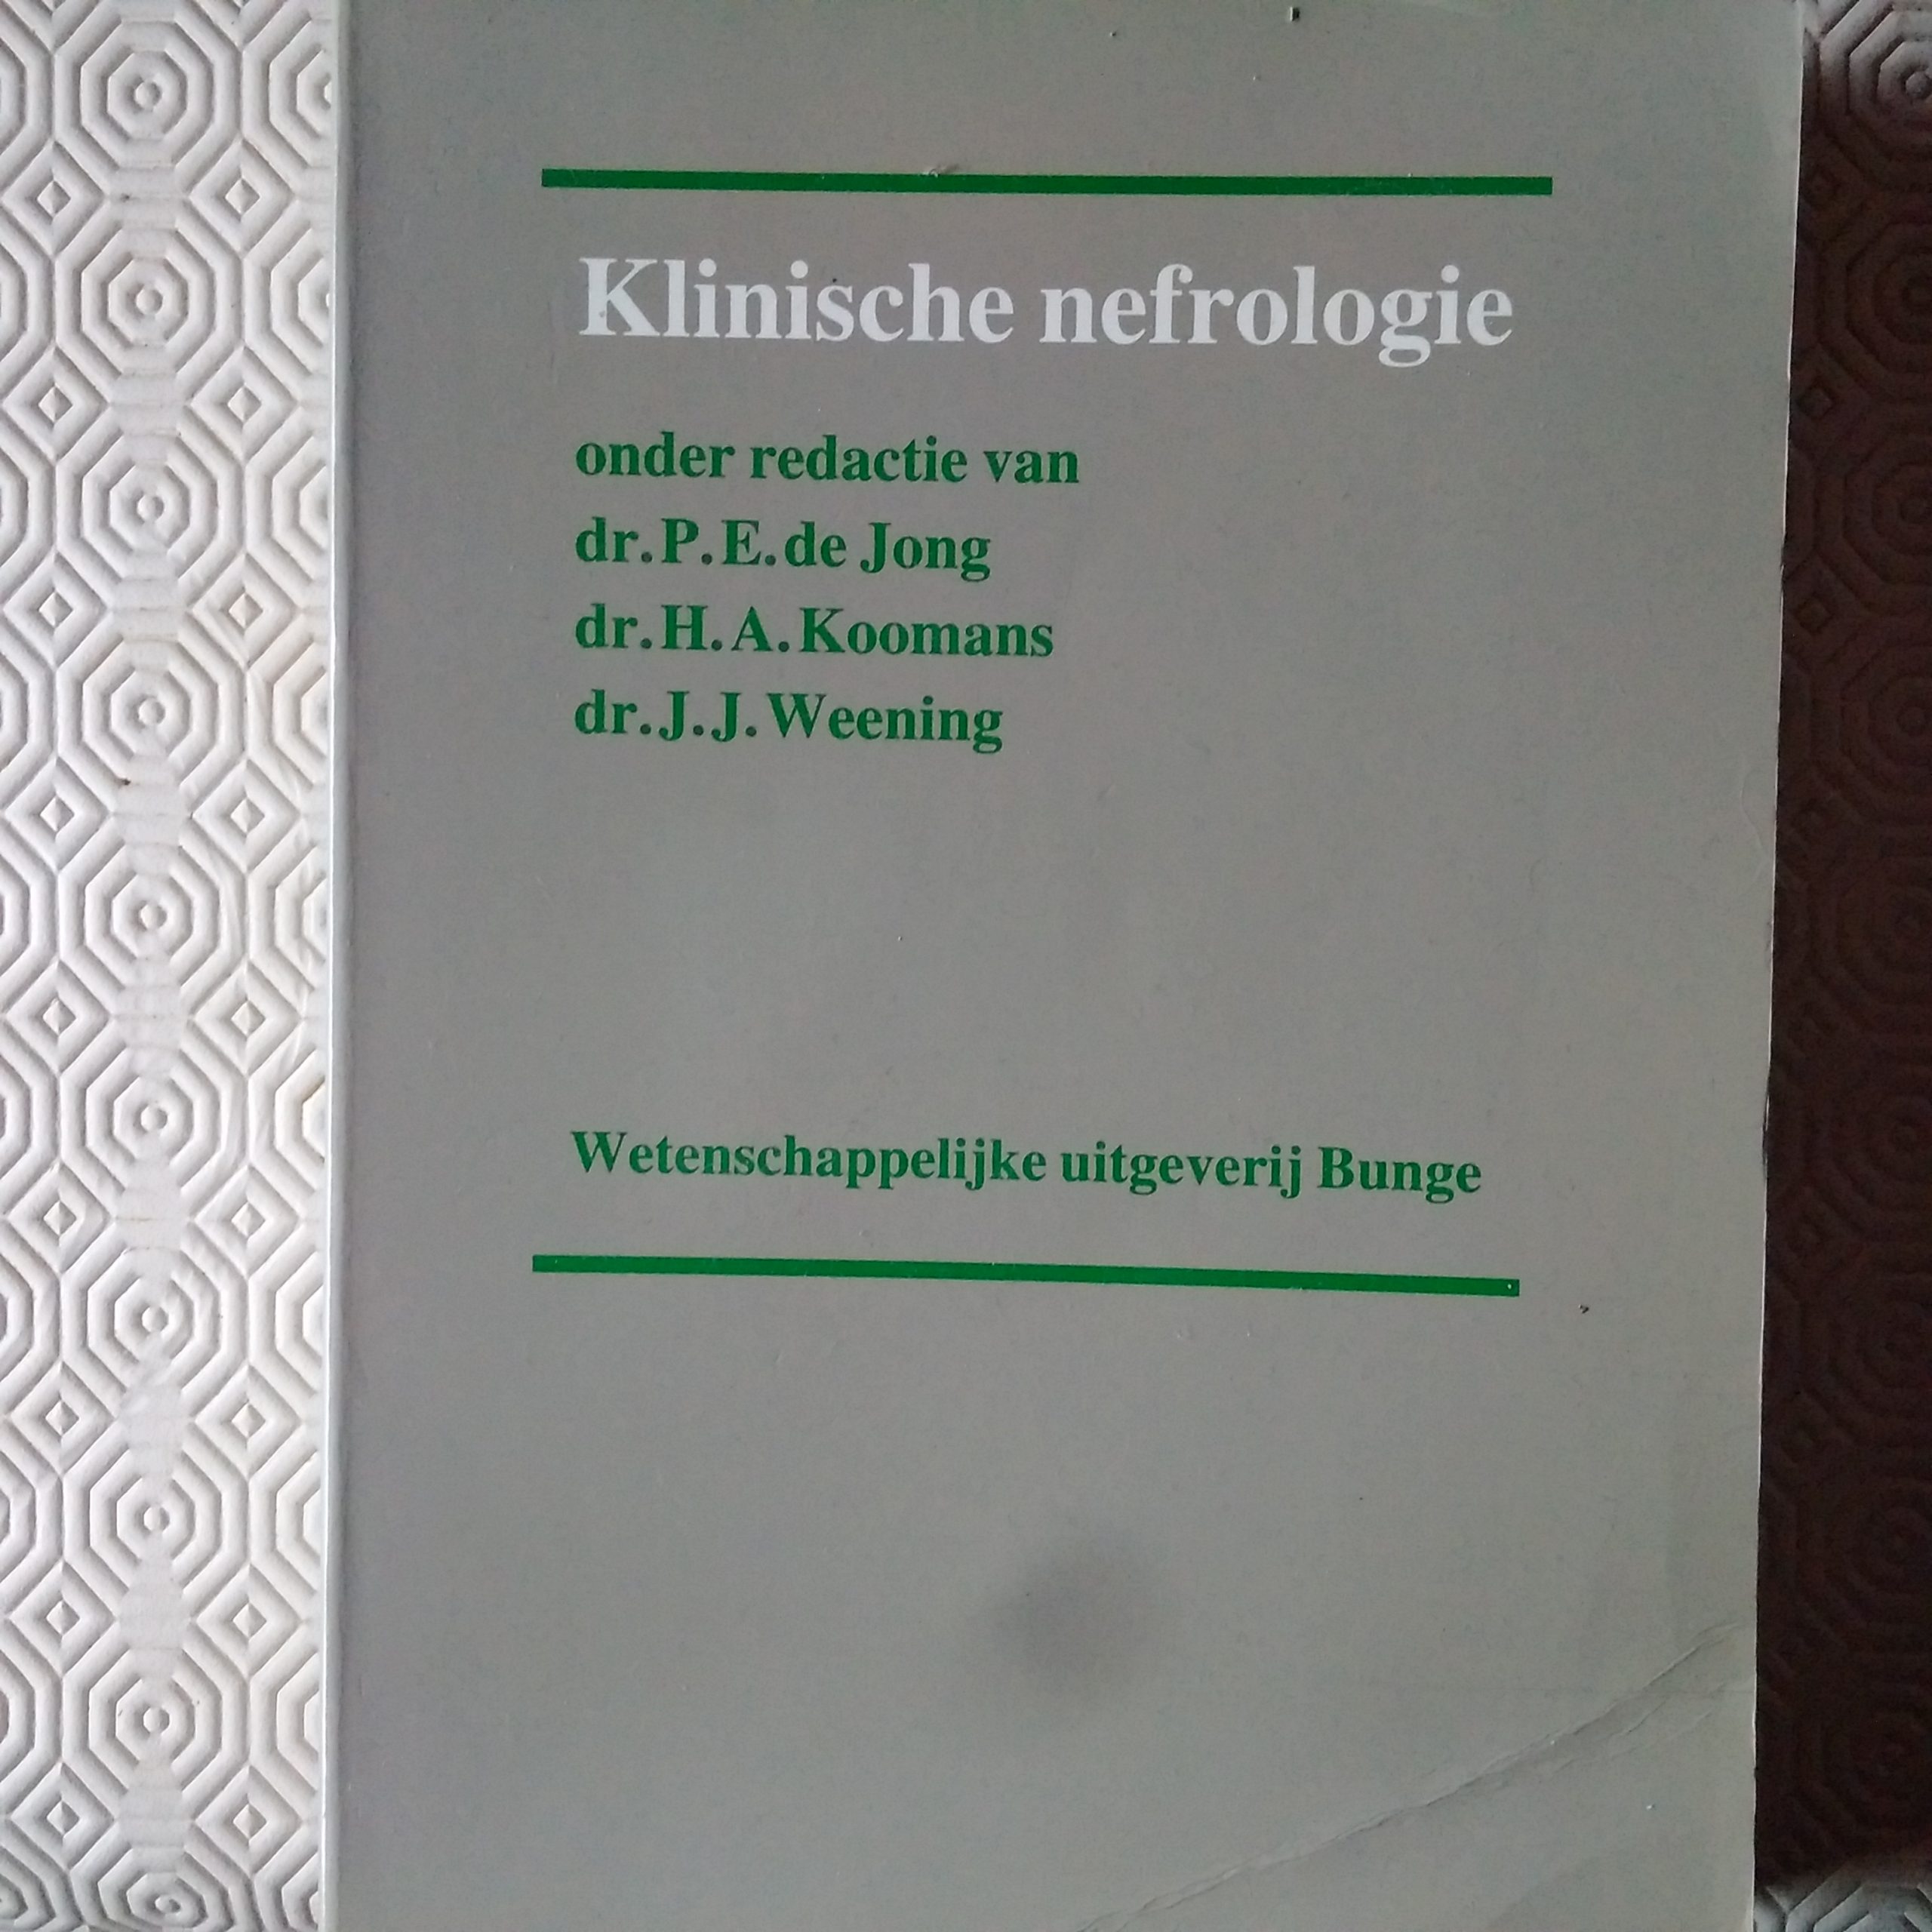 Klinische nefrologie
onder redactie van
dr. P. E. de Jong
dr. H. A. Koomans
dr. J. J. Weening
Wetenschappelijke uitgeverij Bunge